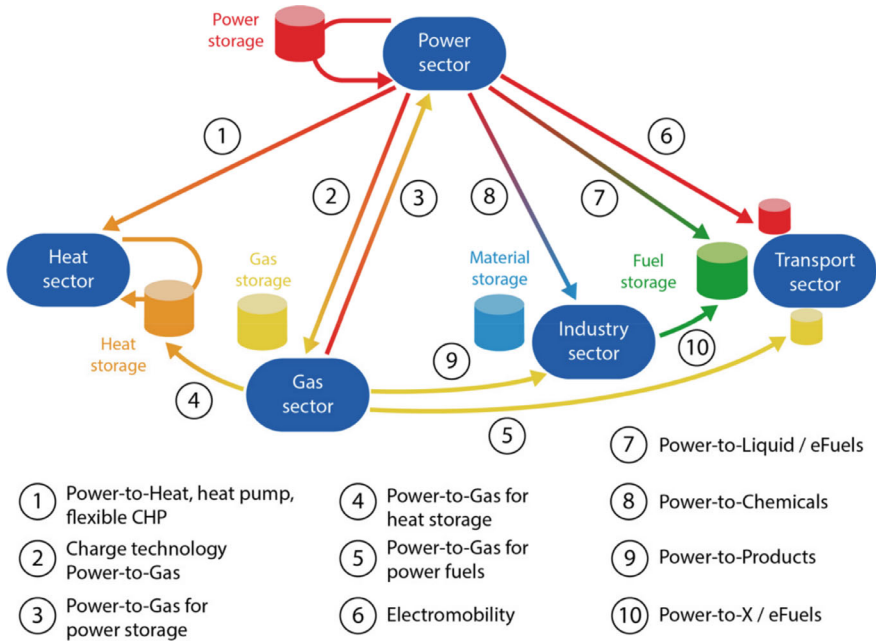 Power
storage
Power
sector
1
2
3
8
7
6
Heat
sector
Gas
storage
Material
storage
Fuel
storage
Transport
sector
Heat
storage
Industry
sector
4
Gas
sector
9
10
5
1 Power-to-Heat, heat pump,
flexible CHP
2 Charge technology
Power-to-Gas
3 Power-to-Gas for
power storage
4 Power-to-Gas for
heat storage
5 Power-to-Gas for
power fuels
6 Electromobility
7 Power-to-Liquid / eFuels
8 Power-to-Chemicals
9 Power-to-Products
10 Power-to-X / eFuels